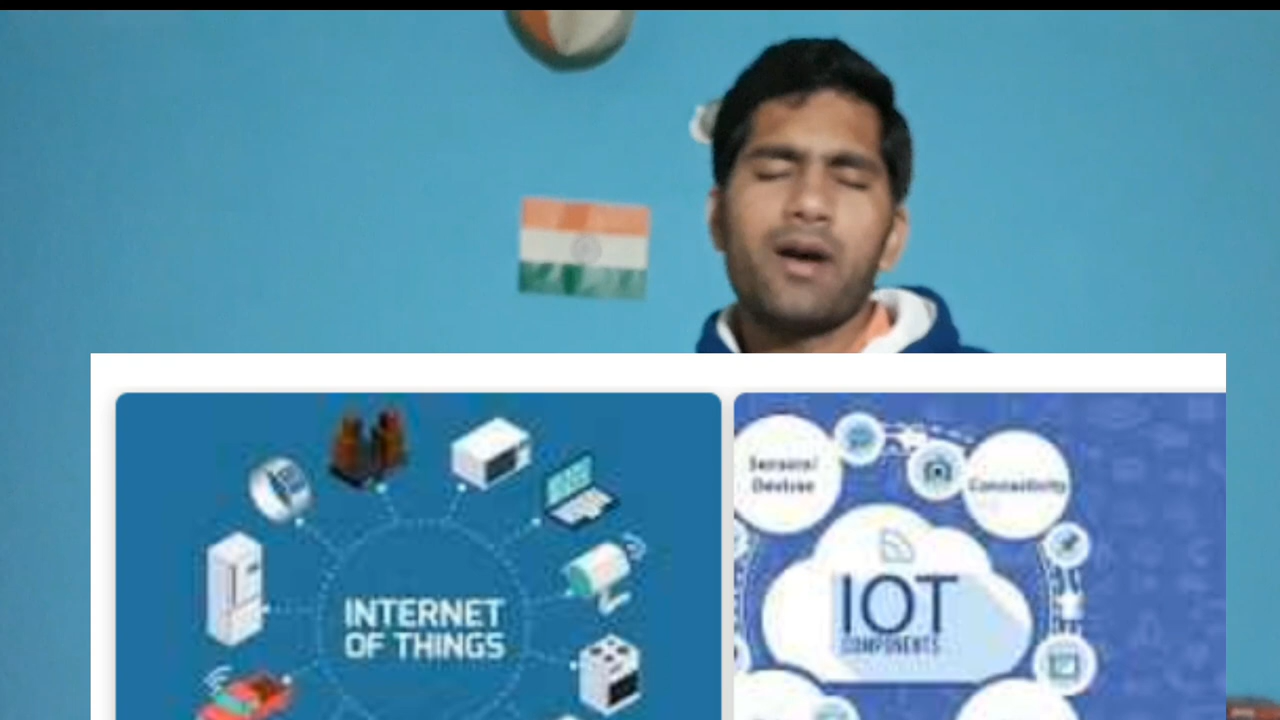 INTERNET
OF THINGS
Sensors/
Devices
Connectivity
IOT
COMPONENTS